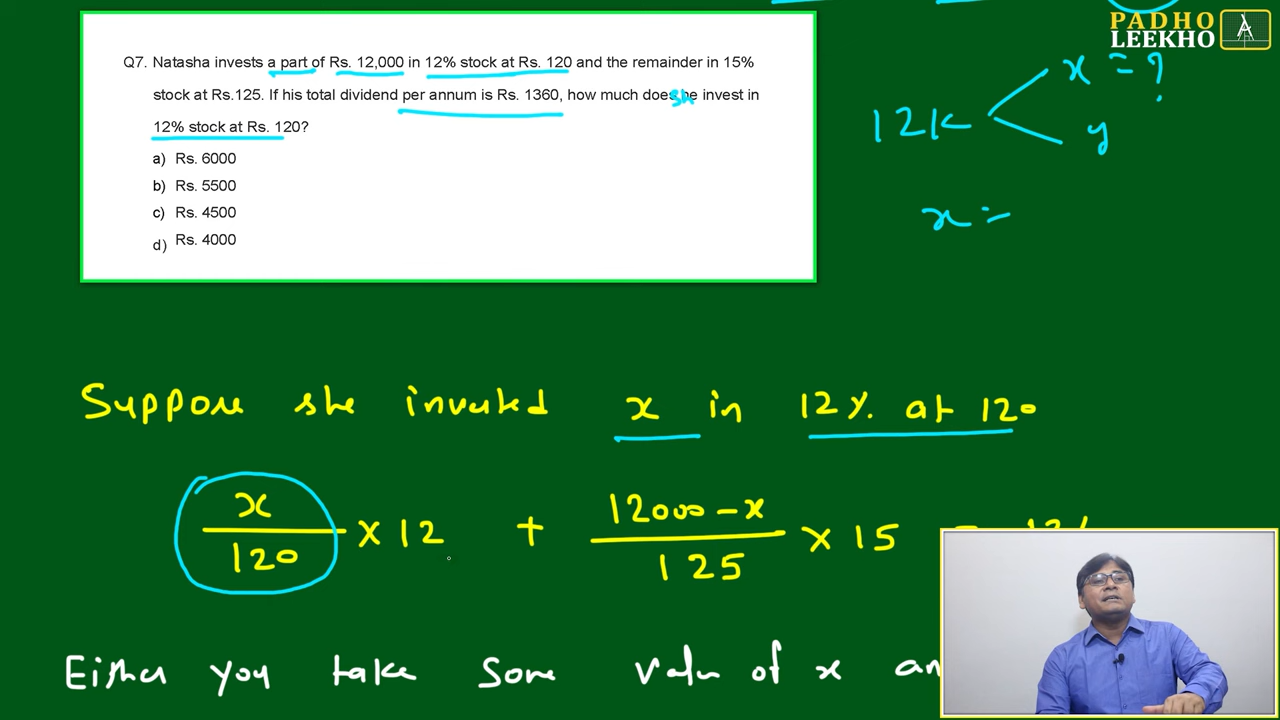 PADHO
LEEKHO
Q7. Natasha invests a part of Rs. 12,000 in 12% stock at Rs. 120 and the remainder in 15%
stock at Rs.125. If his total dividend per annum is Rs. 1360, how much does she invest in
12% stock at Rs. 120?
a) Rs. 6000
b) Rs. 5500
c) Rs. 4500
d) Rs. 4000
x = ?
12K
y
x =
Suppose she invested x in 12% at 120
x/120 × 12 + 12000 - x/125 × 15 =
Either you take some value of x